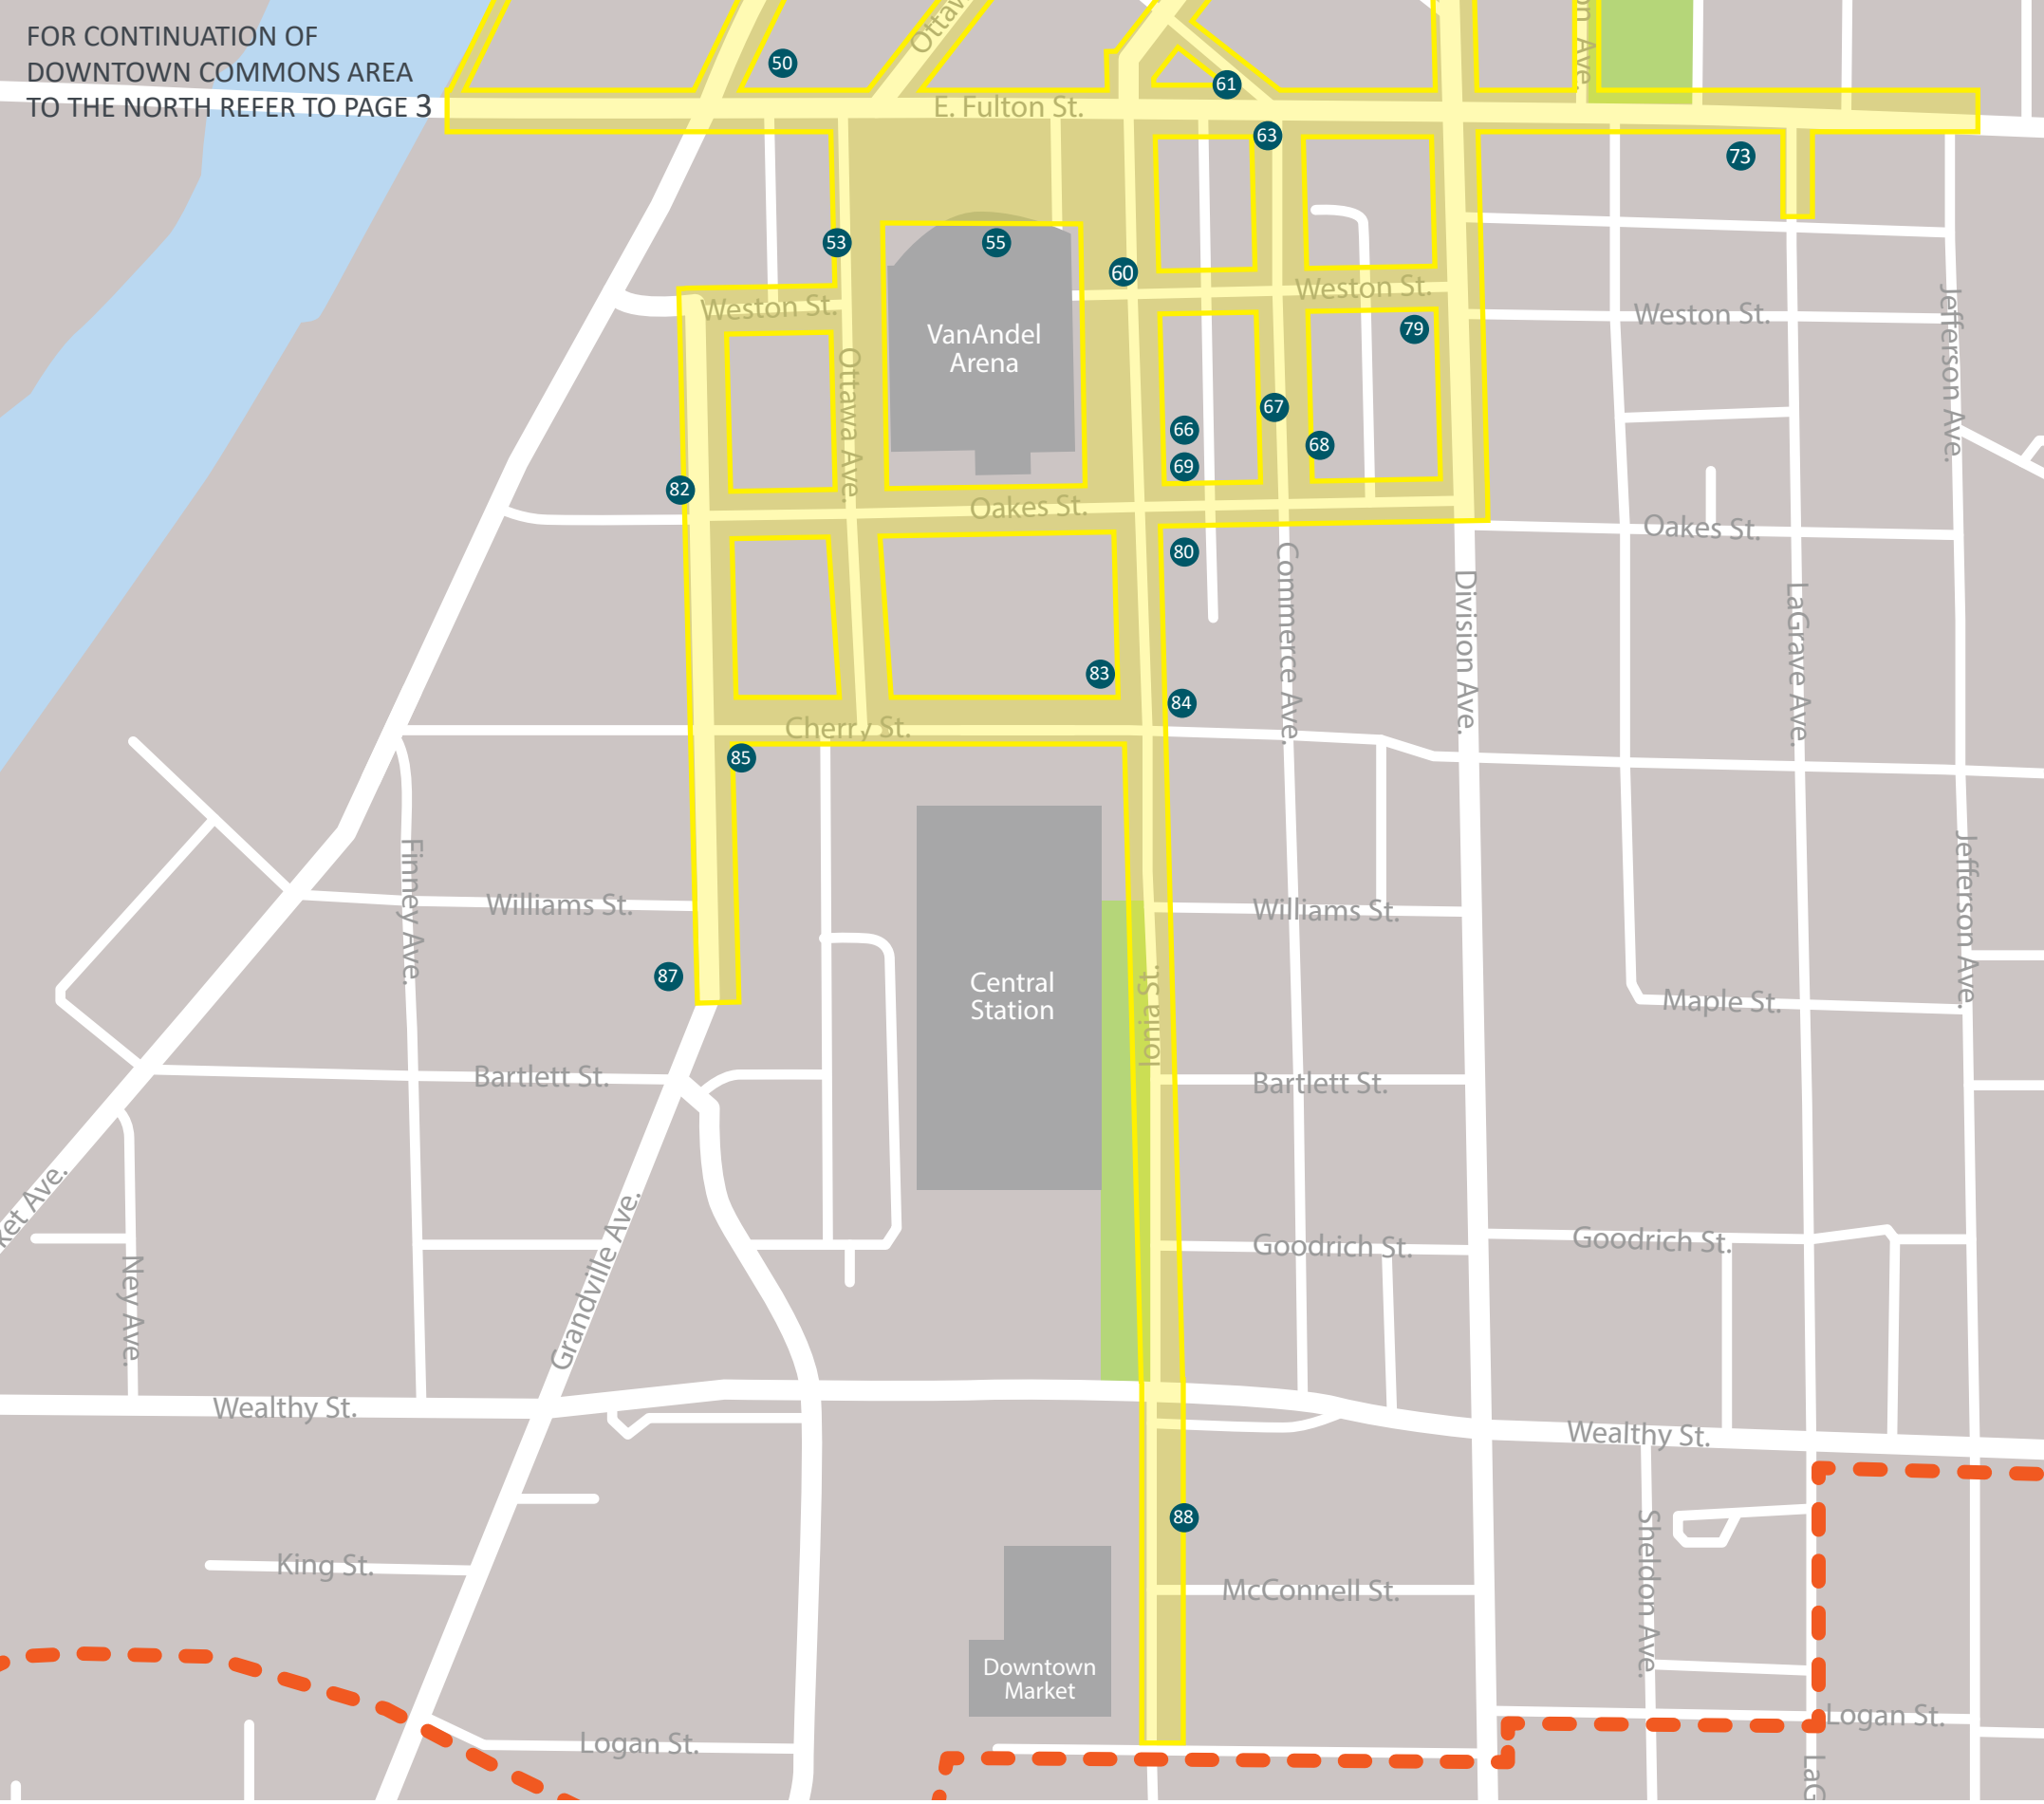 FOR CONTINUATION OF
DOWNTOWN COMMONS AREA
TO THE NORTH REFER TO PAGE 3
50
61
E. Fulton St.
63
73
53
55
60
Weston St.
Weston St.
Weston St.
79
VanAndel
Arena
Ottawa Ave.
Jefferson Ave.
67
66
68
69
82
Oakes St.
Oakes St.
80
Commerce Ave.
Division Ave.
LaGrave Ave.
83
84
Cherry St.
85
Finney Ave.
Williams St.
Williams St.
Jefferson Ave.
87
Central
Station
Ionia St.
Maple St.
Bartlett St.
Bartlett St.
Grandville Ave.
Ney Ave.
Goodrich St.
Goodrich St.
Wealthy St.
Wealthy St.
88
King St.
McConnell St.
Sheldon Ave.
Downtown
Market
Logan St.
Logan St.